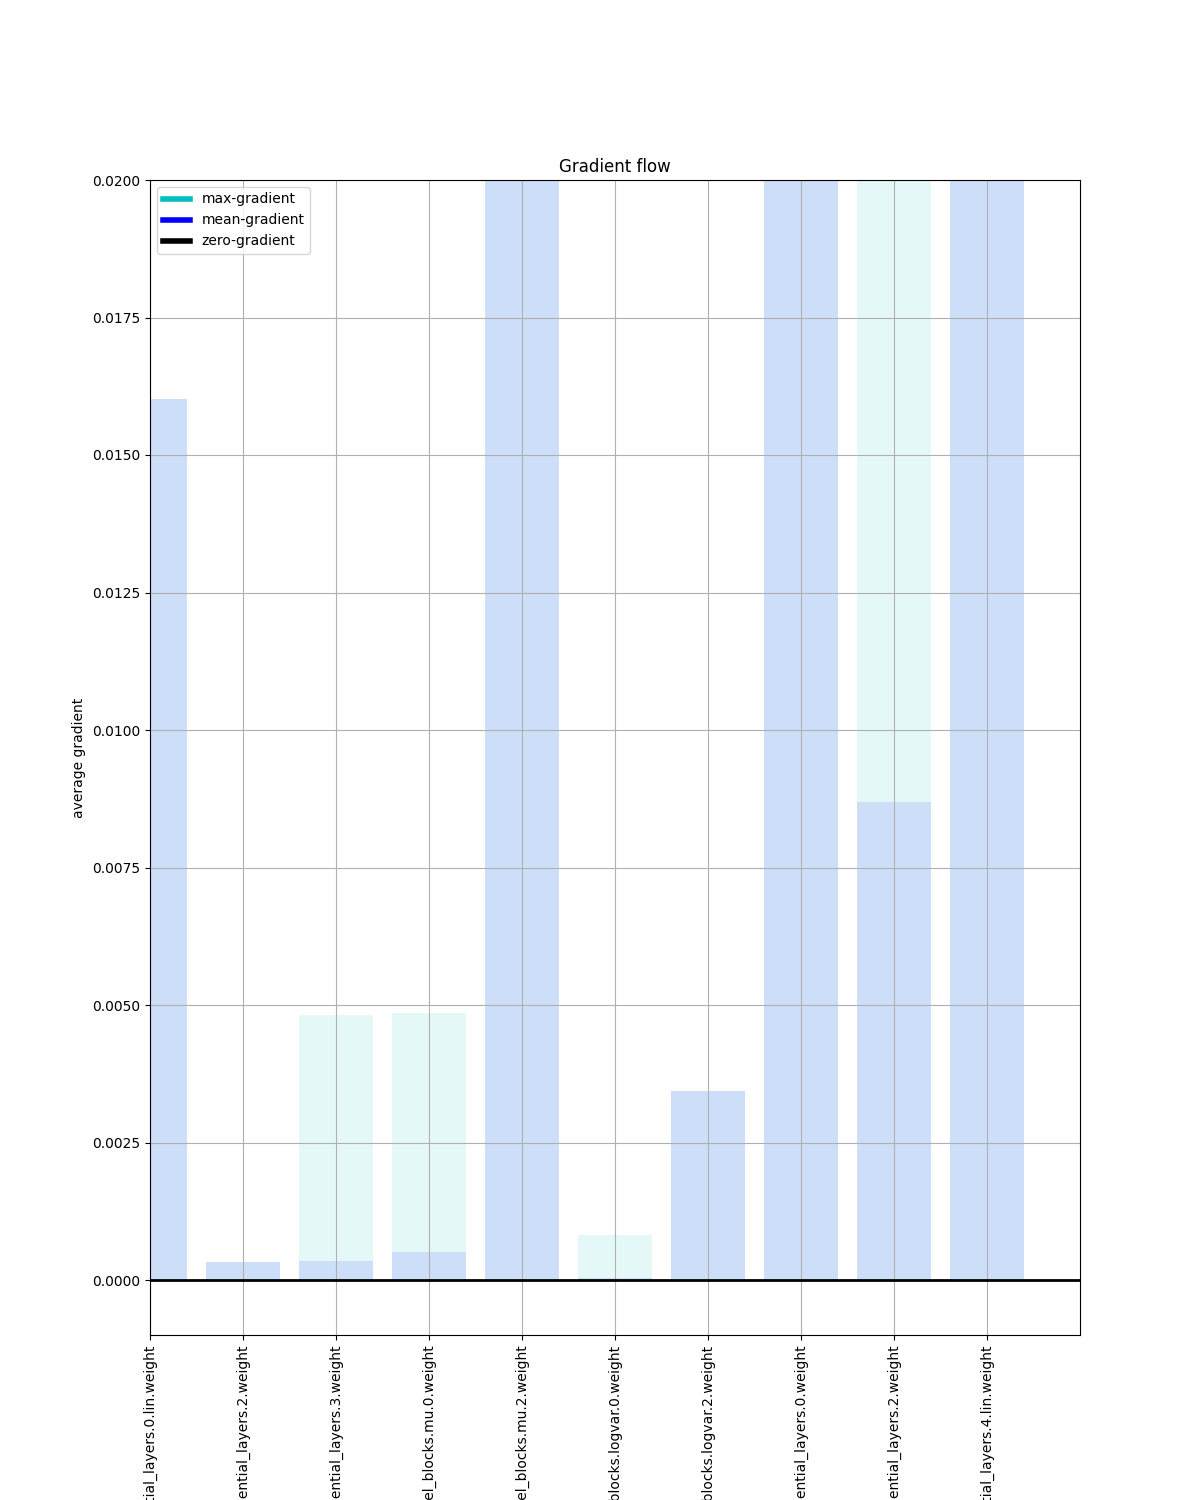 Gradient flow
max-gradient
mean-gradient
zero-gradient
0.0200
0.0175
0.0150
0.0125
0.0100
0.0075
0.0050
0.0025
0.0000
average gradient
tial_layers.0.lin.weight
ential_layers.2.weight
ential_layers.3.weight
el_blocks.mu.0.weight
el_blocks.mu.2.weight
blocks.logvar.0.weight
blocks.logvar.2.weight
ential_layers.0.weight
ential_layers.2.weight
tial_layers.4.lin.weight